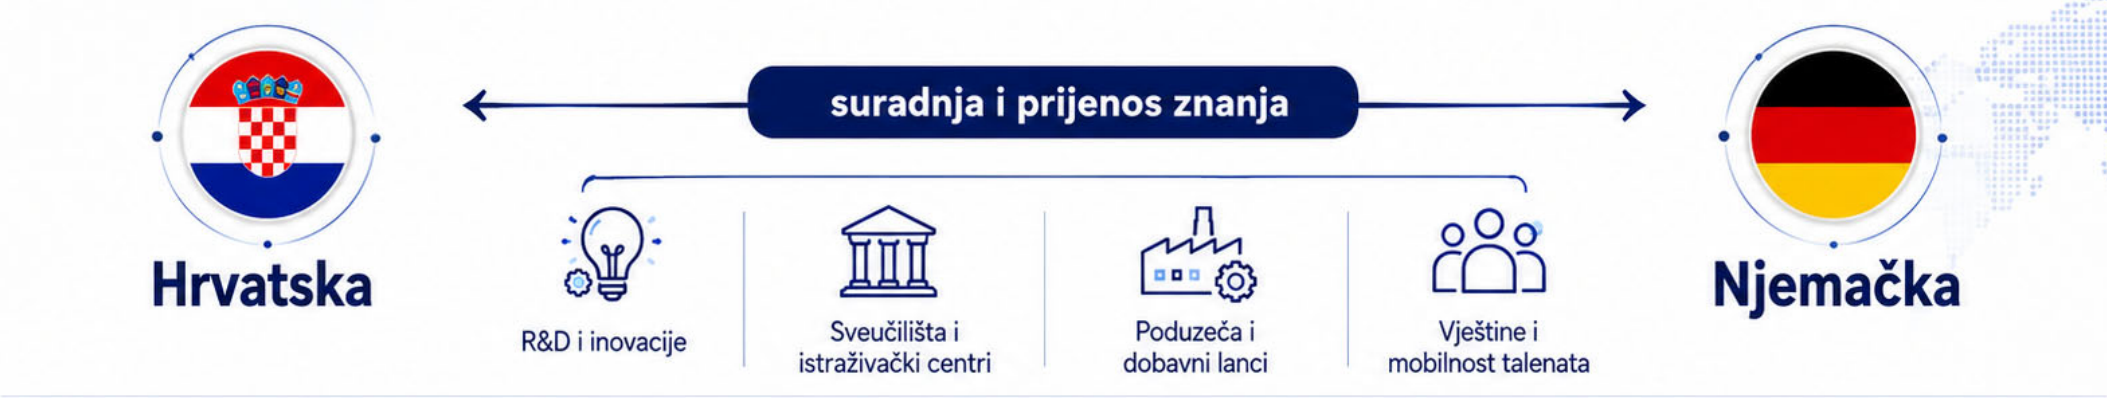 suradnja i prijenos znanja
Hrvatska
Njemačka
R&D i inovacije
Sveučilišta i
istraživački centri
Poduzeća i
dobavni lanci
Vještine i
mobilnost talenata